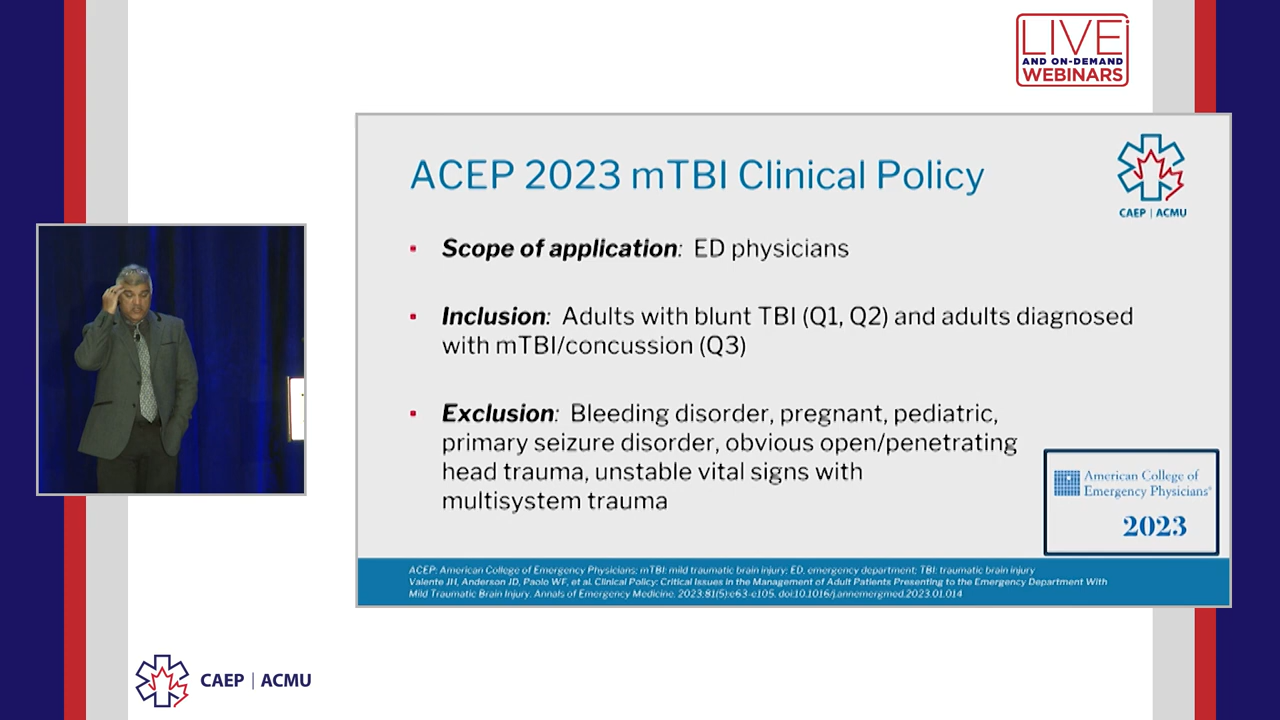 LIVE
AND ON-DEMAND
WEBINARS
ACEP 2023 mTBI Clinical Policy
CAEP | ACMU
• Scope of application: ED physicians
• Inclusion: Adults with blunt TBI (Q1, Q2) and adults diagnosed
with mTBI/concussion (Q3)
• Exclusion: Bleeding disorder, pregnant, pediatric,
primary seizure disorder, obvious open/penetrating
head trauma, unstable vital signs with
multisystem trauma
American College of
Emergency Physicians®
2023
ACEP: American College of Emergency Physicians; mTBI: mild traumatic brain injury; ED, emergency department; TBI: traumatic brain injury
Valente JH, Anderson JD, Paolo WF, et al. Clinical Policy: Critical Issues in the Management of Adult Patients Presenting to the Emergency Department With
Mild Traumatic Brain Injury. Annals of Emergency Medicine. 2023;81(5):e63-e105. doi:10.1016/j.annemergmed.2023.01.014
CAEP | ACMU